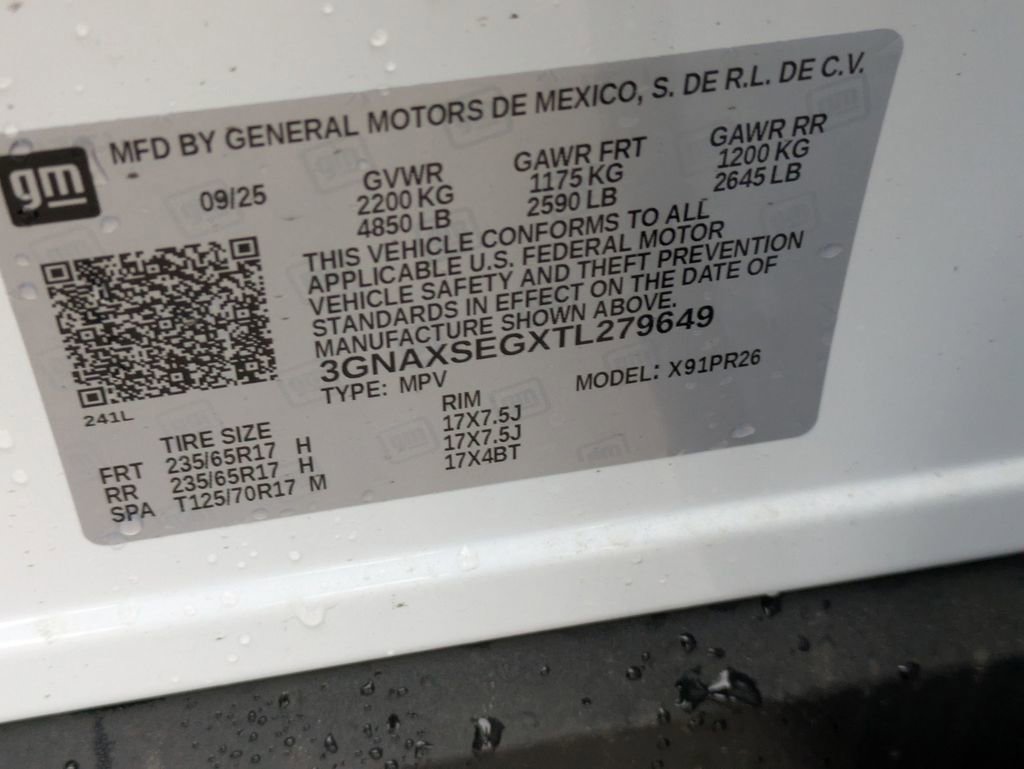 MFD BY GENERAL MOTORS DE MEXICO, S. DE R.L. DE C.V.
gm
09/25
GVWR
2200 KG
4850 LB
GAWR FRT
1175 KG
2590 LB
GAWR RR
1200 KG
2645 LB
THIS VEHICLE CONFORMS TO ALL
APPLICABLE U.S. FEDERAL MOTOR
VEHICLE SAFETY AND THEFT PREVENTION
STANDARDS IN EFFECT ON THE DATE OF
MANUFACTURE SHOWN ABOVE.
3GNAXSEGXTL279649
TYPE: MPV MODEL: X91PR26
241L
TIRE SIZE RIM
FRT 235/65R17 H 17X7.5J
RR 235/65R17 H 17X7.5J
SPA T125/70R17 M 17X4BT